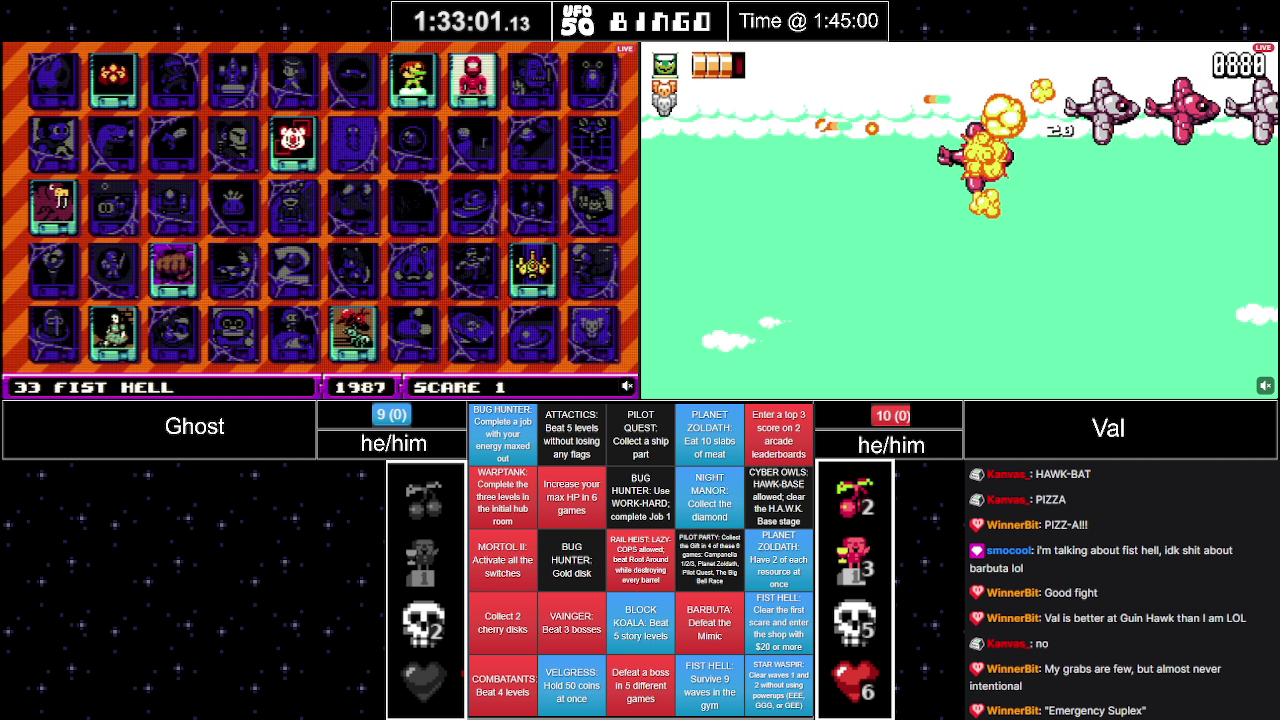 1:33:01.13
UFO 50
BINGO
Time @ 1:45:00
LIVE
LIVE
0880
20
33 FIST HELL
1987
SCARE 1
Ghost
9 (0)
he/him
10 (0)
he/him
Val
BUG HUNTER:
Complete a job
with your
energy maxed
out
ATTACTICS:
Beat 5 levels
without losing
any flags
PILOT
QUEST:
Collect a ship
part
PLANET
ZOLDATH:
Eat 10 slabs
of meat
Enter a top 3
score on 2
arcade
leaderboards
WARPTANK:
Complete the
three levels in
the initial hub
room
Increase your
max HP in 6
games
BUG
HUNTER: Use
WORK-HARD;
complete Job 1
NIGHT
MANOR:
Collect the
diamond
CYBER OWLS:
HAWK-BASE
allowed; clear
the H.A.W.K.
Base stage
MORTOL II:
Activate all the
switches
BUG
HUNTER:
Gold disk
RAIL HEIST: LAZY-
COPS allowed;
beat Root Around
while destroying
every barrel
PILOT PARTY: Collect
the Gift in 4 of these 6
games: Campanella
1/2/3, Planet Zoldath,
Pilot Quest, The Big
Bell Race
PLANET
ZOLDATH:
Have 2 of each
resource at
once
Collect 2
cherry disks
VAINGER:
Beat 3 bosses
BLOCK
KOALA: Beat
5 story levels
BARBUTA:
Defeat the
Mimic
FIST HELL:
Clear the first
scare and enter
the shop with
$20 or more
COMBATANTS:
Beat 4 levels
VELGRESS:
Hold 50 coins
at once
Defeat a boss
in 5 different
games
FIST HELL:
Survive 9
waves in the
gym
STAR WASPIR:
Clear waves 1 and
2 without using
powerups (EEE,
GGG, or GEE)
1
2
2
1 3
5
6
Kanvas_: HAWK-BAT
Kanvas_: PIZZA
WinnerBit: PIZZ-A!!!
smocool: i'm talking about fist hell, idk shit about
barbuta lol
WinnerBit: Good fight
WinnerBit: Val is better at Guin Hawk than I am LOL
Kanvas_: no
WinnerBit: My grabs are few, but almost never
intentional
WinnerBit: "Emergency Suplex"